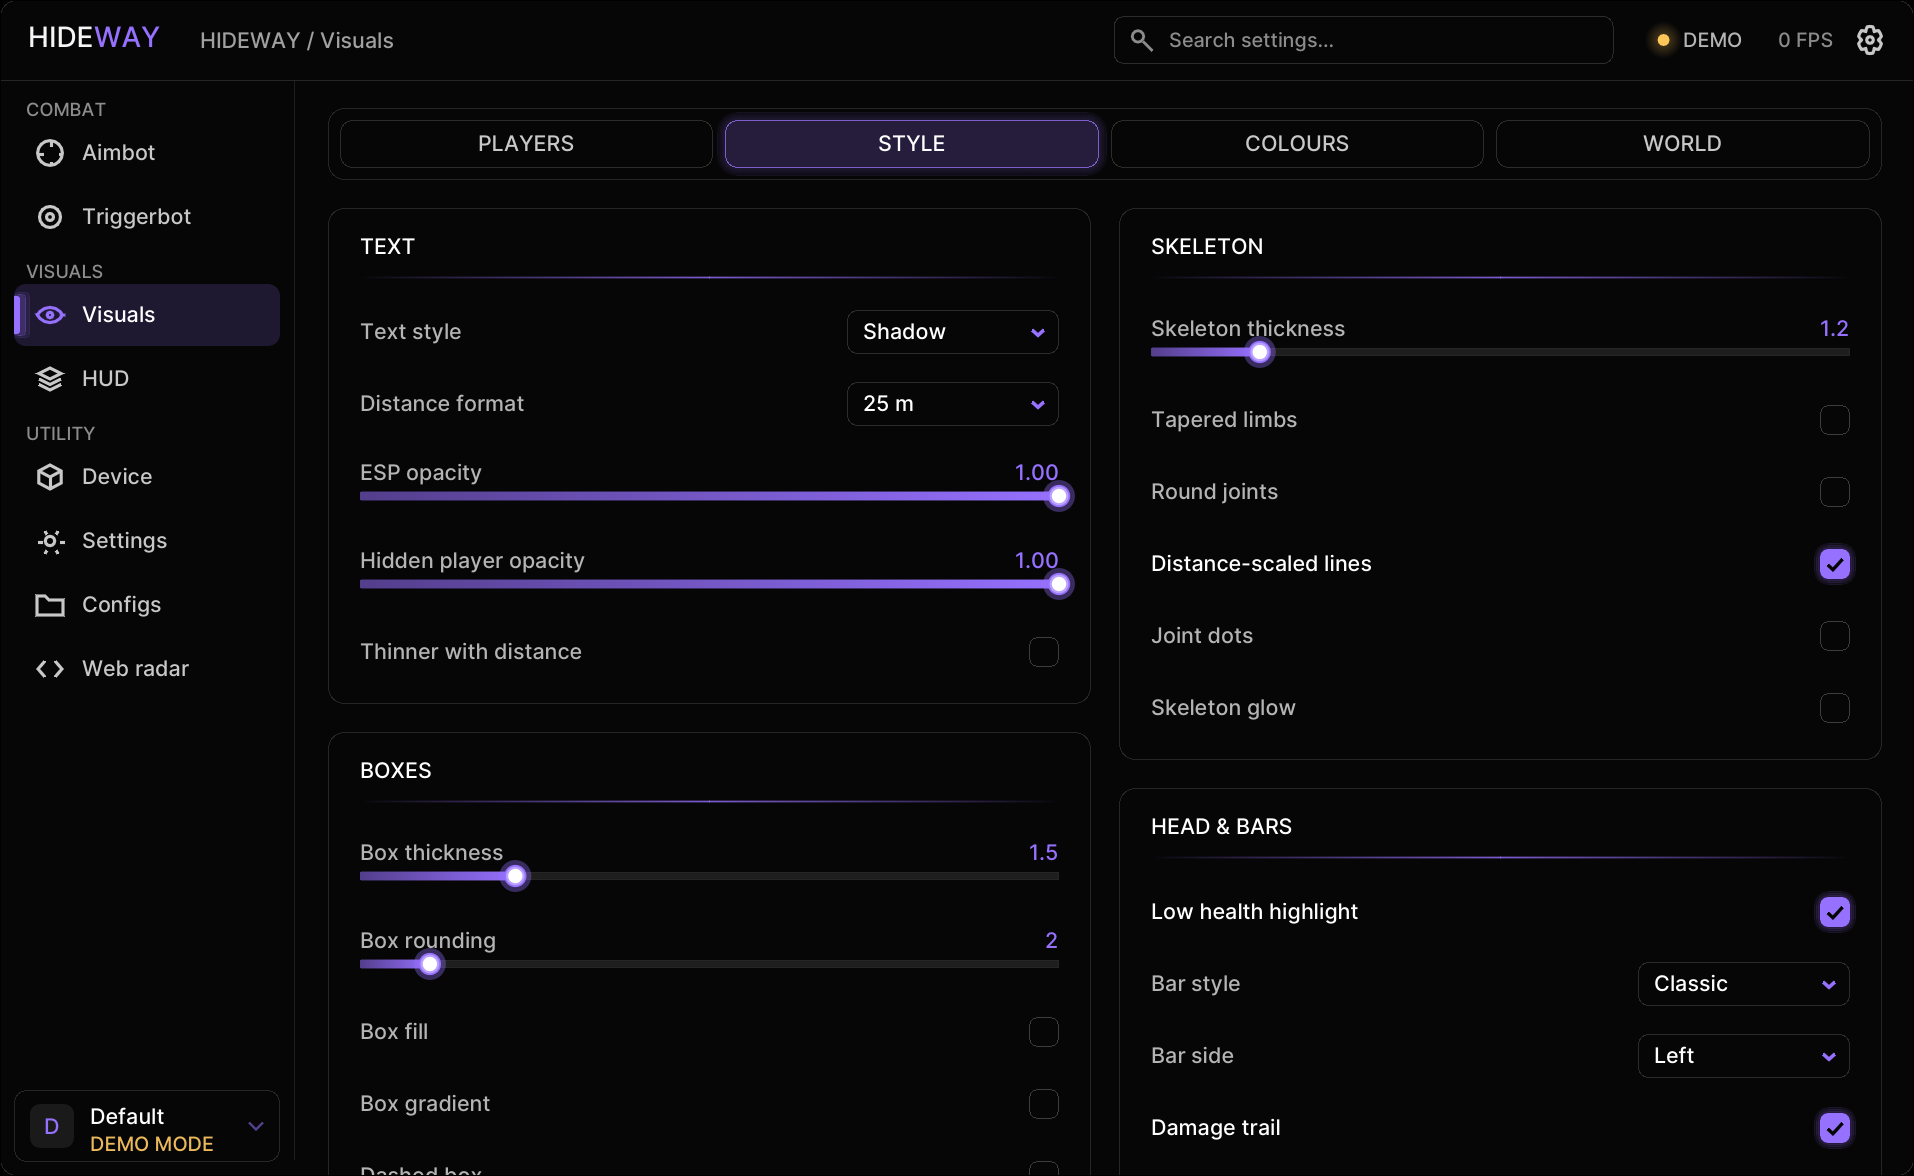 HIDEWAY
HIDEWAY / Visuals
Search settings...
DEMO
0 FPS
COMBAT
Aimbot
Triggerbot
VISUALS
Visuals
HUD
UTILITY
Device
Settings
Configs
Web radar
D
Default
DEMO MODE
PLAYERS
STYLE
COLOURS
WORLD
TEXT
Text style
Shadow
Distance format
25 m
ESP opacity
1.00
Hidden player opacity
1.00
Thinner with distance
BOXES
Box thickness
1.5
Box rounding
2
Box fill
Box gradient
Dashed box
SKELETON
Skeleton thickness
1.2
Tapered limbs
Round joints
Distance-scaled lines
Joint dots
Skeleton glow
HEAD & BARS
Low health highlight
Bar style
Classic
Bar side
Left
Damage trail